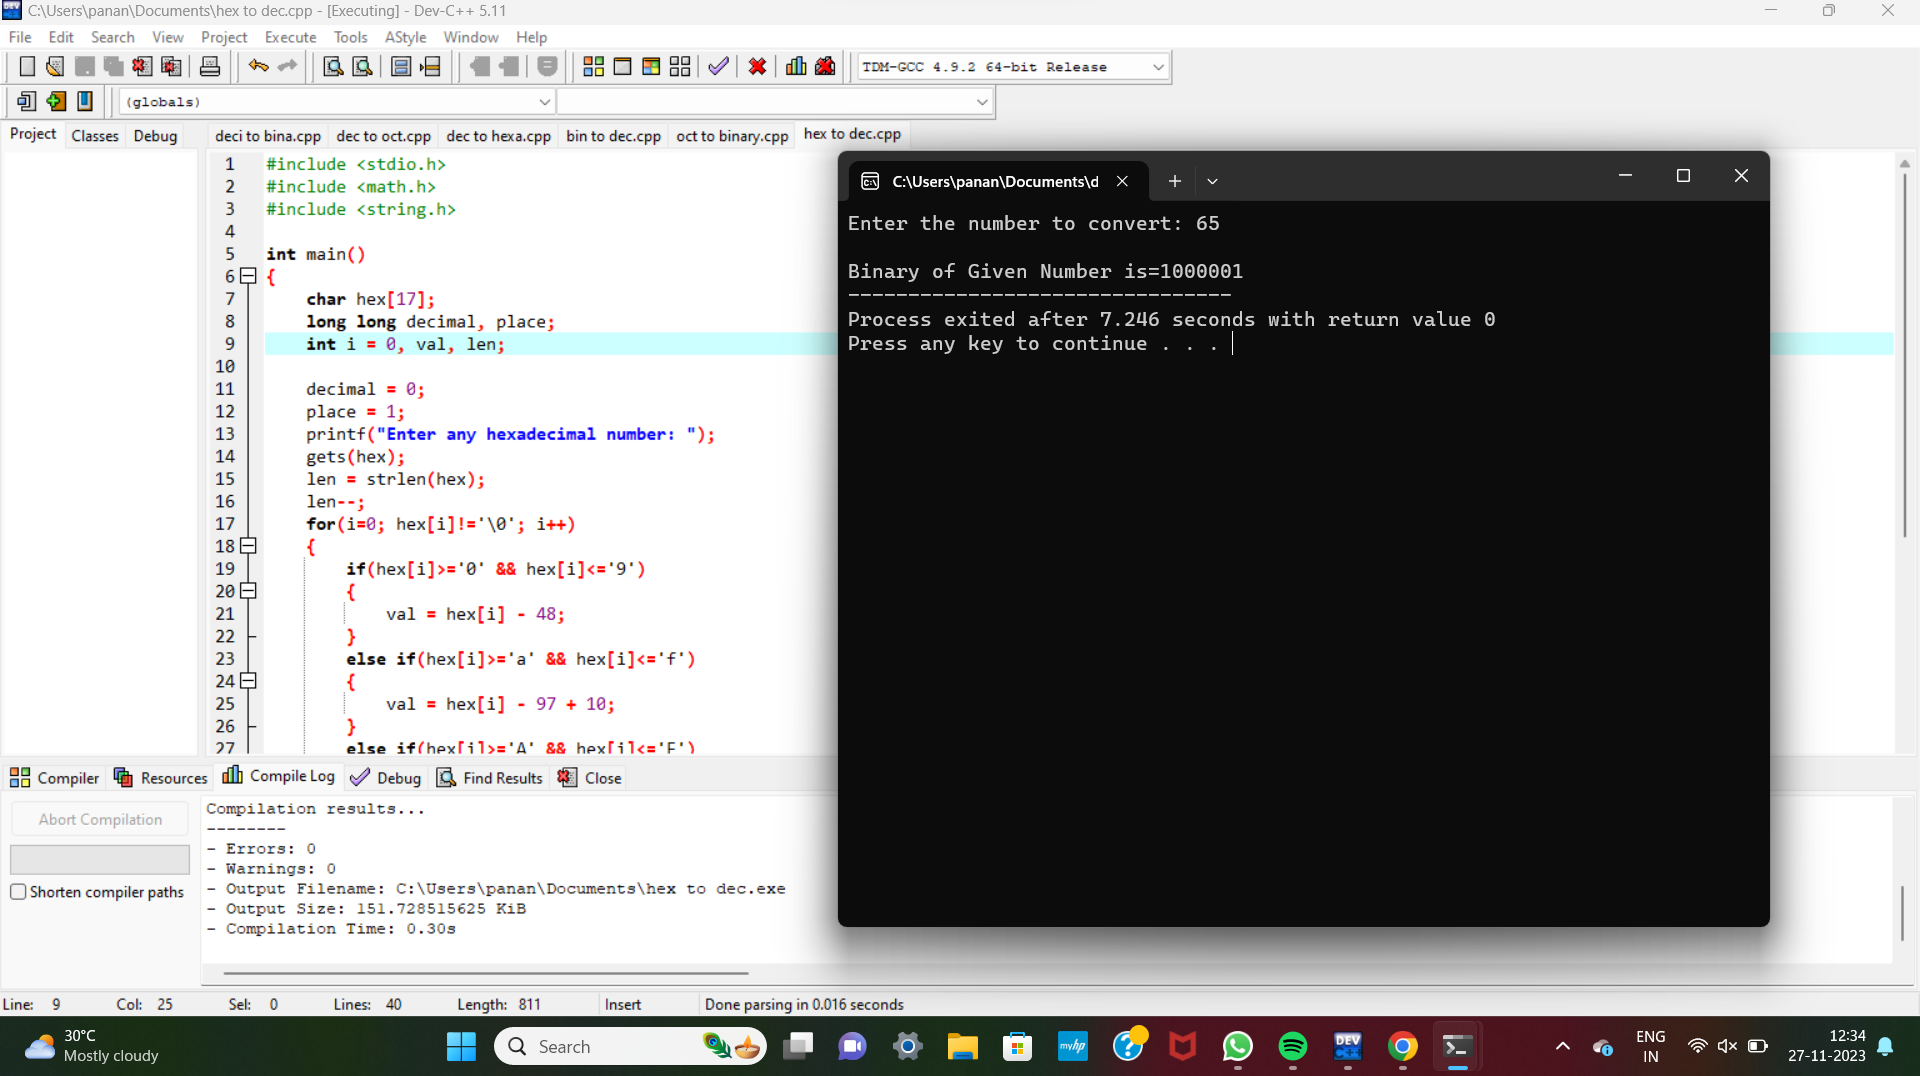 C:\Users\panan\Documents\hex to dec.cpp - [Executing] - Dev-C++ 5.11
File Edit Search View Project Execute Tools AStyle Window Help
TDM-GCC 4.9.2 64-bit Release
(globals)
Project Classes Debug
deci to bina.cpp dec to oct.cpp dec to hexa.cpp bin to dec.cpp oct to binary.cpp hex to dec.cpp
1 #include <stdio.h>
2 #include <math.h>
3 #include <string.h>
4
5 int main()
6 {
7 char hex[17];
8 long long decimal, place;
9 int i = 0, val, len;
10
11 decimal = 0;
12 place = 1;
13 printf("Enter any hexadecimal number: ");
14 gets(hex);
15 len = strlen(hex);
16 len--;
17 for(i=0; hex[i]!='\0'; i++)
18 {
19 if(hex[i]>='0' && hex[i]<='9')
20 {
21 val = hex[i] - 48;
22 }
23 else if(hex[i]>='a' && hex[i]<='f')
24 {
25 val = hex[i] - 97 + 10;
26 }
27 else if(hex[i]>='A' && hex[i]<='F')
C:\Users\panan\Documents\d
Enter the number to convert: 65
Binary of Given Number is=1000001
--------------------------------
Process exited after 7.246 seconds with return value 0
Press any key to continue . . .
Compiler Resources Compile Log Debug Find Results Close
Abort Compilation
Shorten compiler paths
Compilation results...
--------
- Errors: 0
- Warnings: 0
- Output Filename: C:\Users\panan\Documents\hex to dec.exe
- Output Size: 151.728515625 KiB
- Compilation Time: 0.30s
Line: 9 Col: 25 Sel: 0 Lines: 40 Length: 811 Insert Done parsing in 0.016 seconds
30°C
Mostly cloudy
Search
myhp
DEV
C++
ENG
IN
12:34
27-11-2023